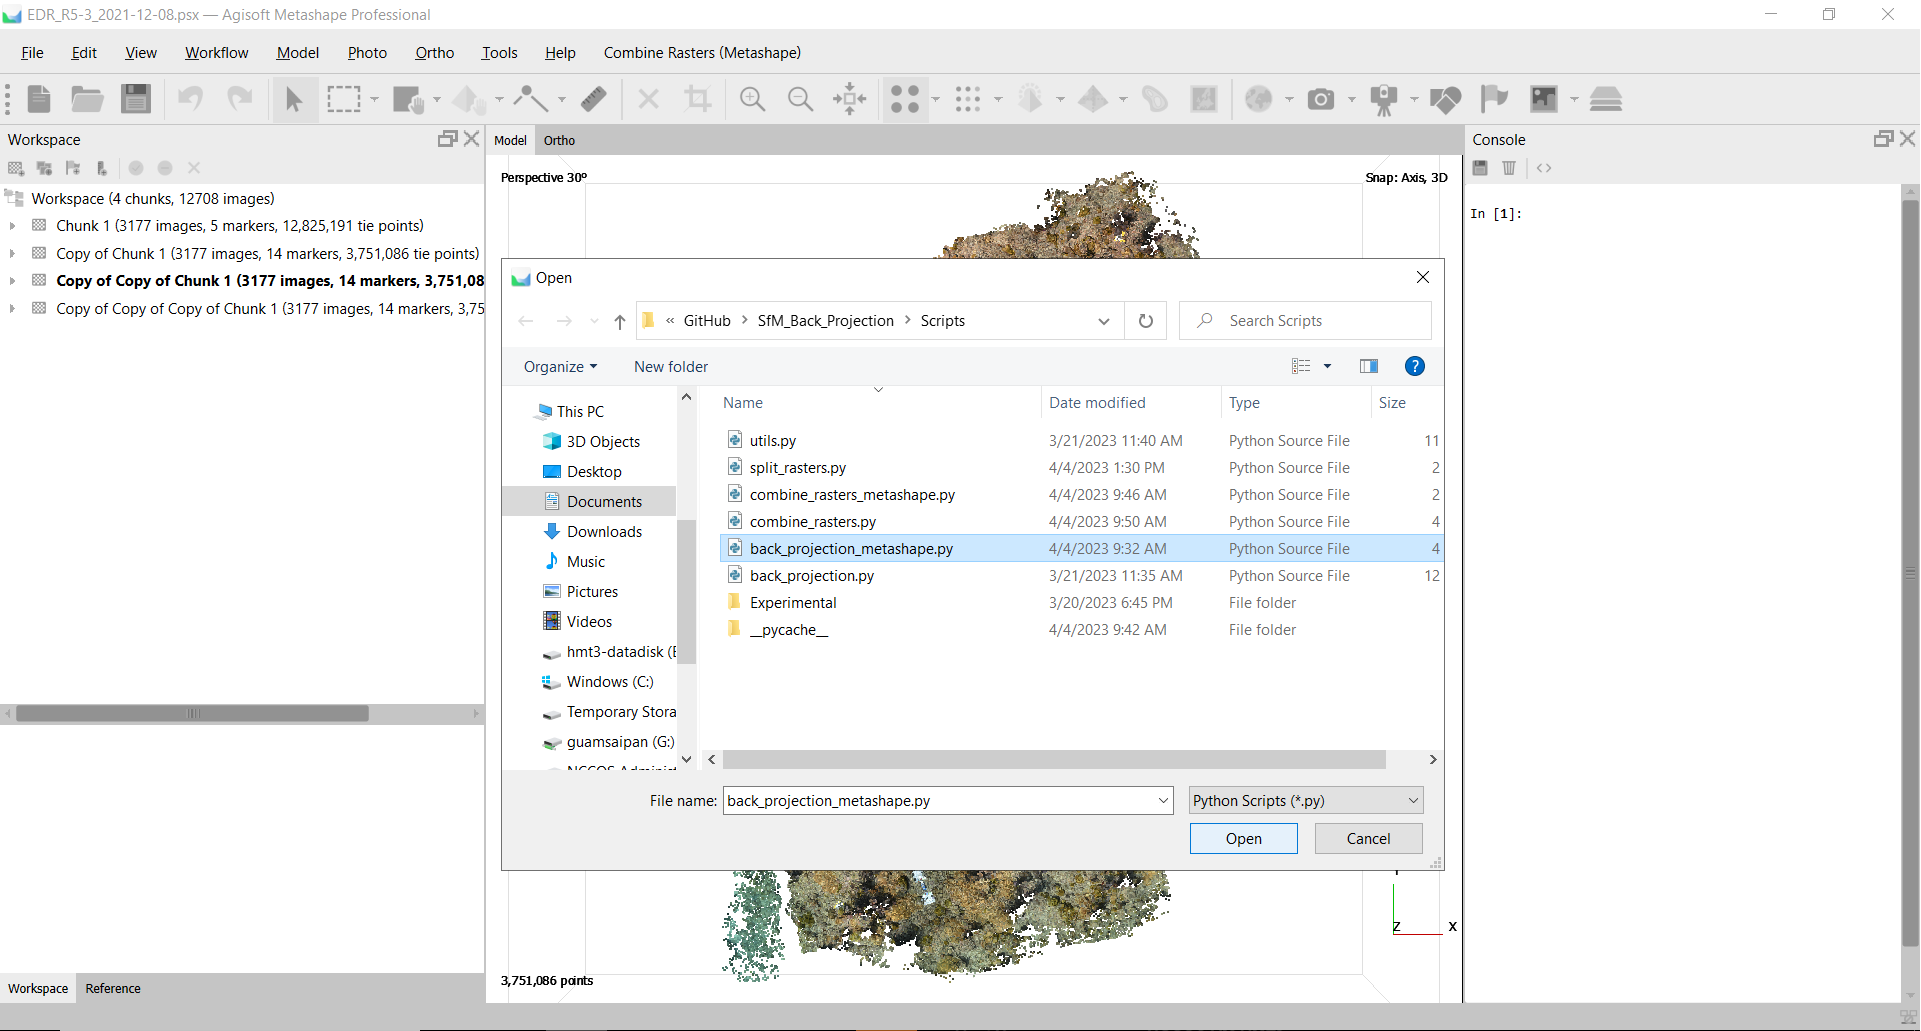 EDR_R5-3_2021-12-08.psx — Agisoft Metashape Professional
File Edit View Workflow Model Photo Ortho Tools Help Combine Rasters (Metashape)
Workspace
Workspace (4 chunks, 12708 images)
Chunk 1 (3177 images, 5 markers, 12,825,191 tie points)
Copy of Chunk 1 (3177 images, 14 markers, 3,751,086 tie points)
Copy of Copy of Chunk 1 (3177 images, 14 markers, 3,751,08
Copy of Copy of Copy of Chunk 1 (3177 images, 14 markers, 3,75
Workspace Reference
Model Ortho
Perspective 30° Snap: Axis, 3D
Open
« GitHub > SfM_Back_Projection > Scripts
Search Scripts
Organize New folder
This PC
3D Objects
Desktop
Documents
Downloads
Music
Pictures
Videos
hmt3-datadisk (E
Windows (C:)
Temporary Stora
guamsaipan (G:)
Name Date modified Type Size
utils.py 3/21/2023 11:40 AM Python Source File 11
split_rasters.py 4/4/2023 1:30 PM Python Source File 2
combine_rasters_metashape.py 4/4/2023 9:46 AM Python Source File 2
combine_rasters.py 4/4/2023 9:50 AM Python Source File 4
back_projection_metashape.py 4/4/2023 9:32 AM Python Source File 4
back_projection.py 3/21/2023 11:35 AM Python Source File 12
Experimental 3/20/2023 6:45 PM File folder
__pycache__ 4/4/2023 9:42 AM File folder
File name: back_projection_metashape.py Python Scripts (*.py)
Open Cancel
Z X
3,751,086 points
Console
In [1]: